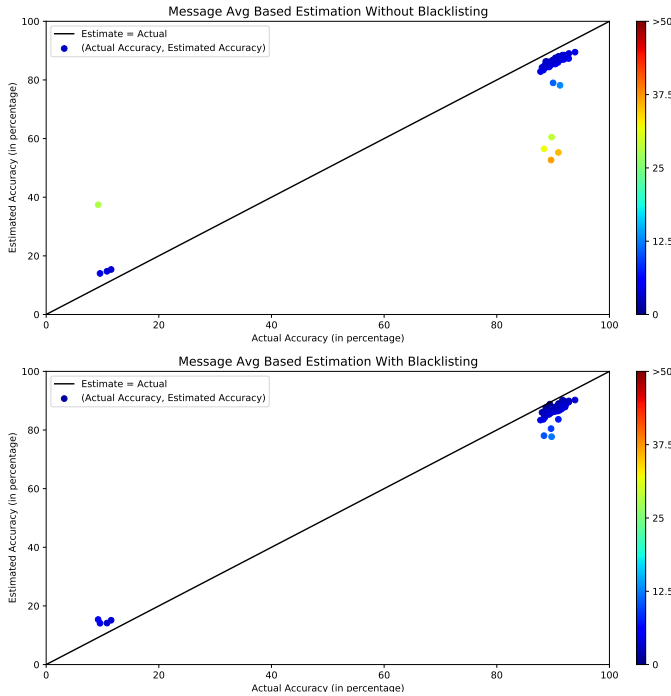 Message Avg Based Estimation Without Blacklisting
Estimate = Actual
(Actual Accuracy, Estimated Accuracy)
Estimated Accuracy (in percentage)
100
80
60
40
20
0
0 20 40 60 80 100
Actual Accuracy (in percentage)
>50
37.5
25
12.5
0
Message Avg Based Estimation With Blacklisting
Estimate = Actual
(Actual Accuracy, Estimated Accuracy)
Estimated Accuracy (in percentage)
100
80
60
40
20
0
0 20 40 60 80 100
Actual Accuracy (in percentage)
>50
37.5
25
12.5
0